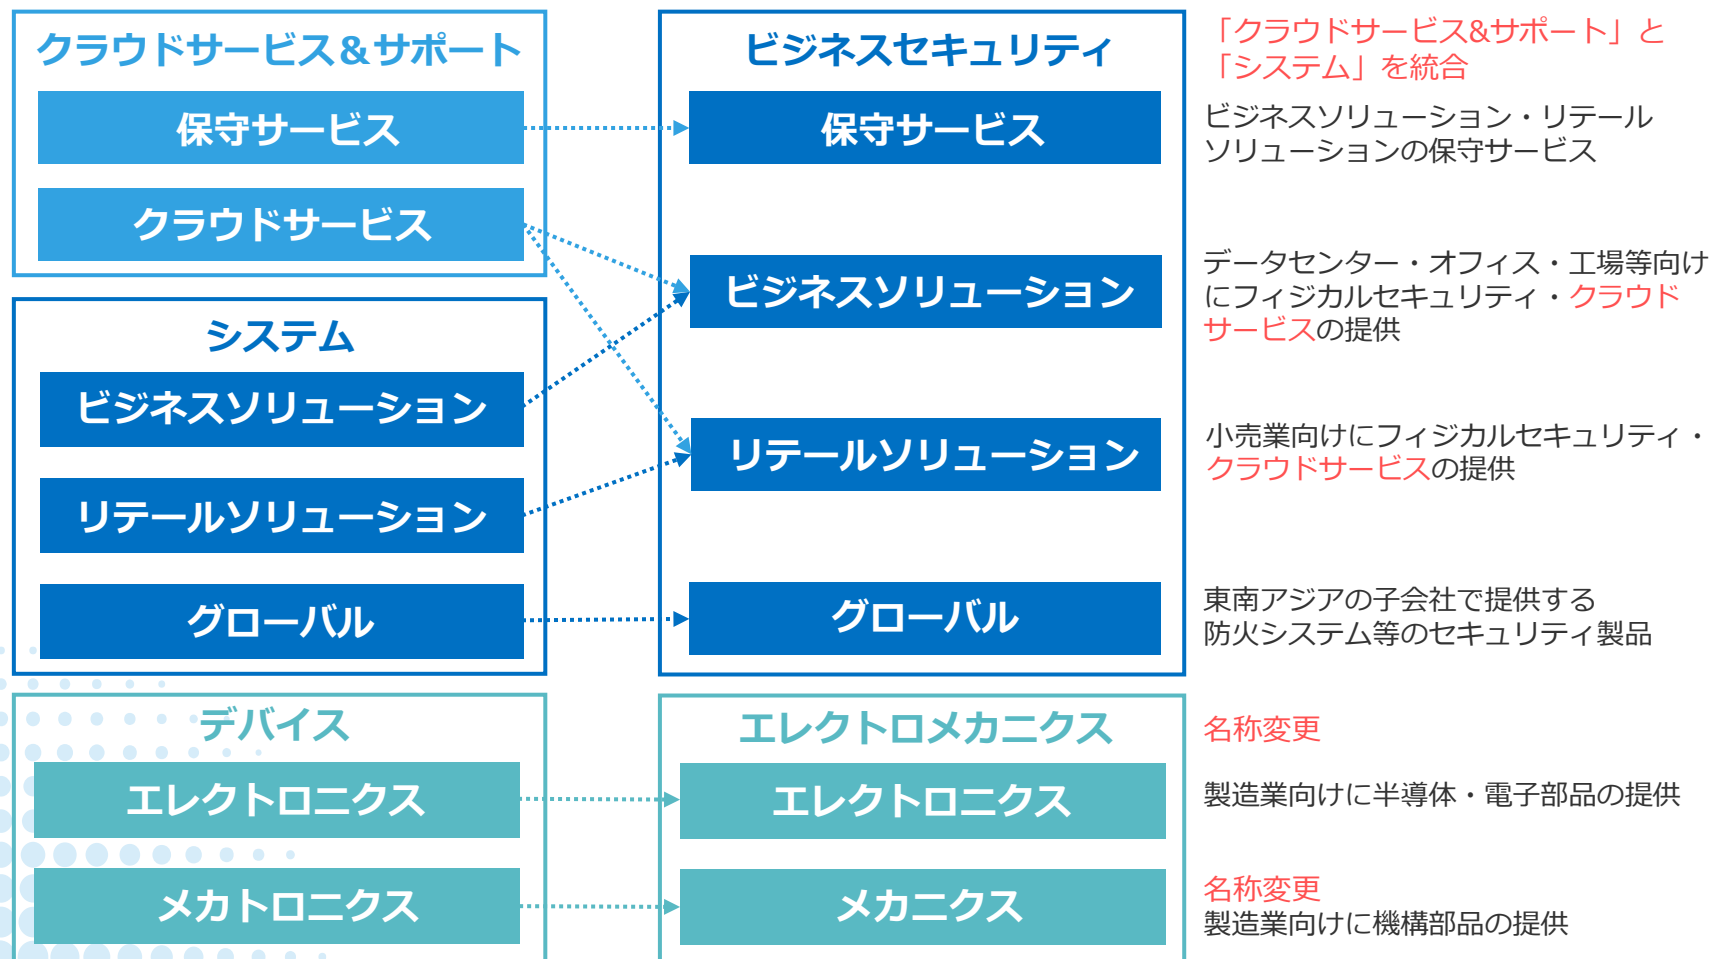 クラウドサービス＆サポート
保守サービス
クラウドサービス
システム
ビジネスソリューション
リテールソリューション
グローバル
デバイス
エレクトロニクス
メカトロニクス
ビジネスセキュリティ
保守サービス
ビジネスソリューション
リテールソリューション
グローバル
エレクトロメカニクス
エレクトロニクス
メカニクス
「クラウドサービス&サポート」と
「システム」を統合
ビジネスソリューション・リテール
ソリューションの保守サービス
データセンター・オフィス・工場等向け
にフィジカルセキュリティ・クラウド
サービスの提供
小売業向けにフィジカルセキュリティ・
クラウドサービスの提供
東南アジアの子会社で提供する
防火システム等のセキュリティ製品
名称変更
製造業向けに半導体・電子部品の提供
名称変更
製造業向けに機構部品の提供